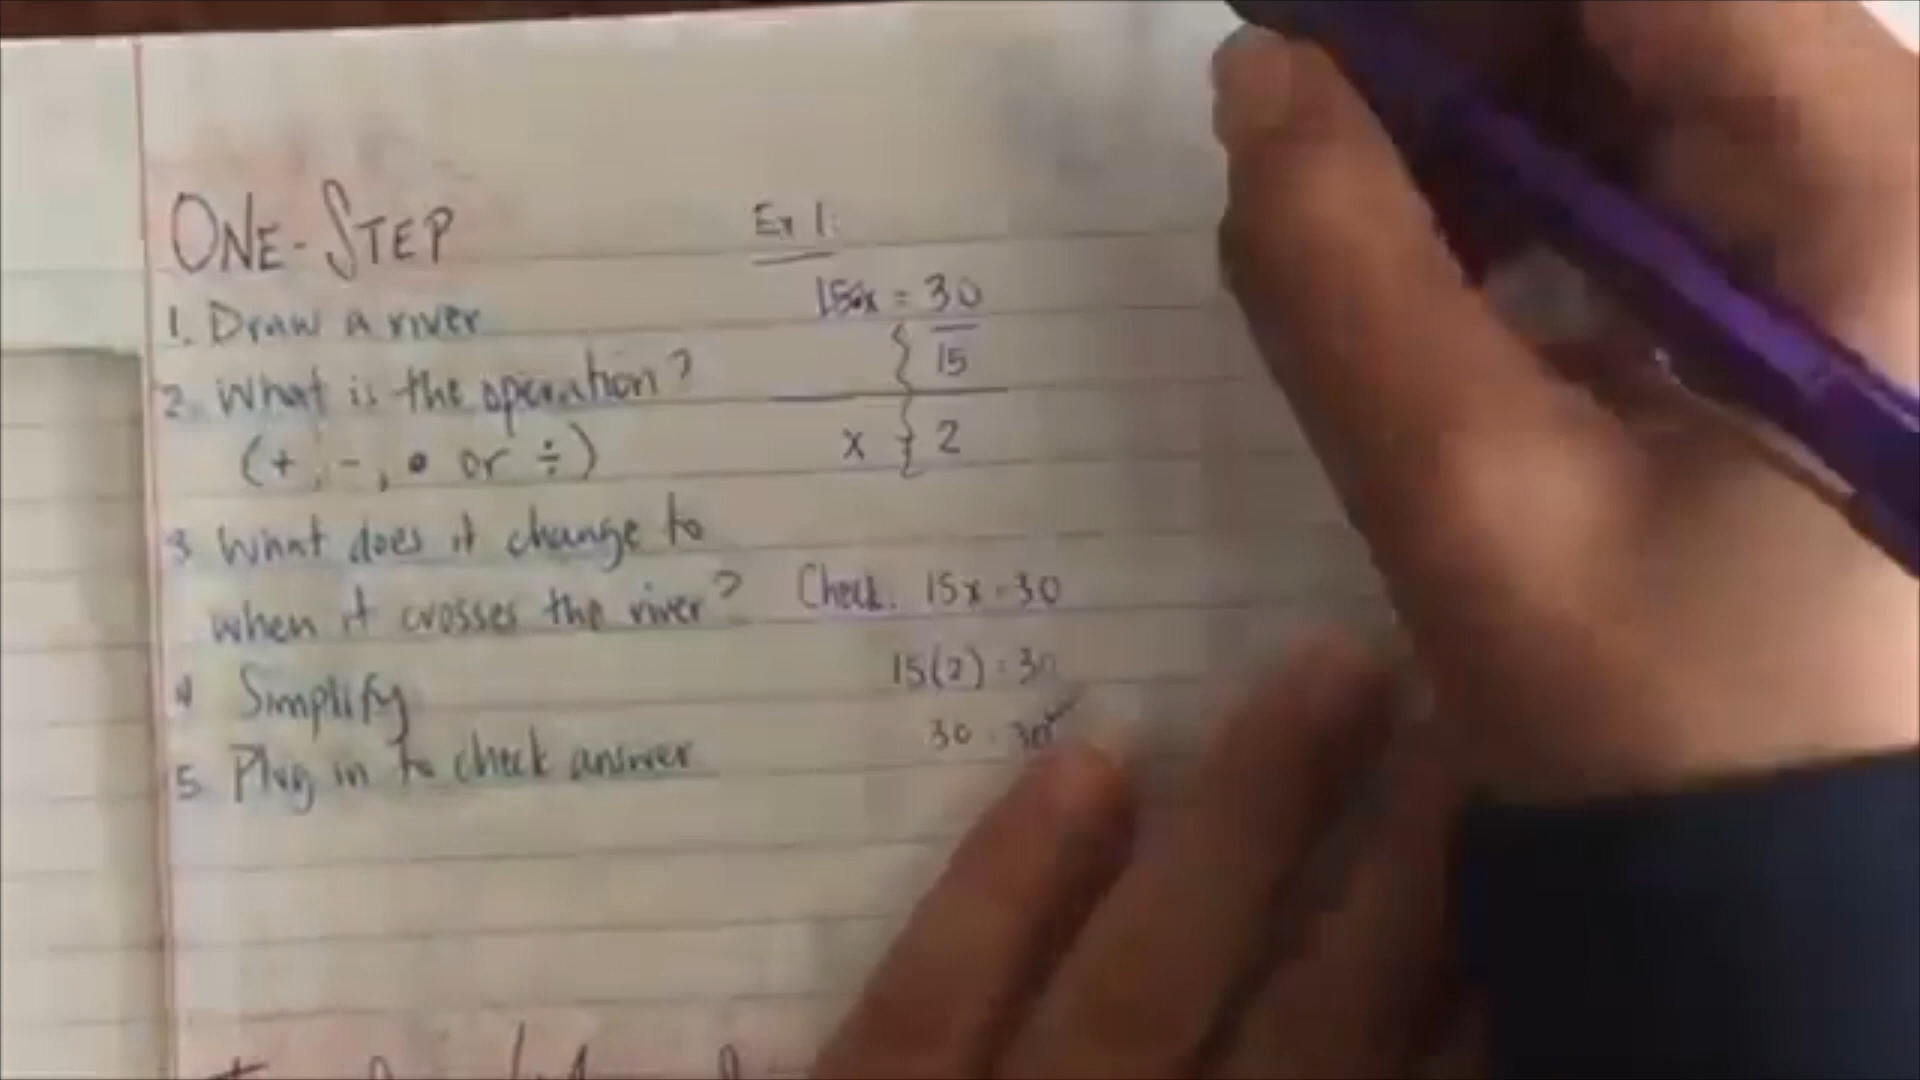 ONE-STEP
1. Draw a river
2. What is the operation?
(+, -, • or ÷)
3 What does it change to
when it crosses the river?
4 Simplify
5. Plug in to check answer
Ex 1:
15•x = 30
15
x 2
Check: 15x = 30
15(2) = 30
30 = 30✓